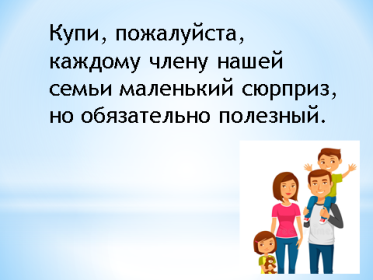 Купи, пожалуйста,
каждому члену нашей
семьи маленький сюрприз,
но обязательно полезный.